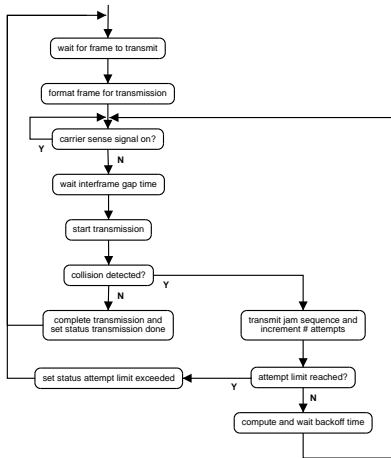 wait for frame to transmit
format frame for transmission
carrier sense signal on?
Y
N
wait interframe gap time
start transmission
collision detected?
Y
N
complete transmission and
set status transmission done
transmit jam sequence and
increment # attempts
set status attempt limit exceeded
Y
attempt limit reached?
N
compute and wait backoff time